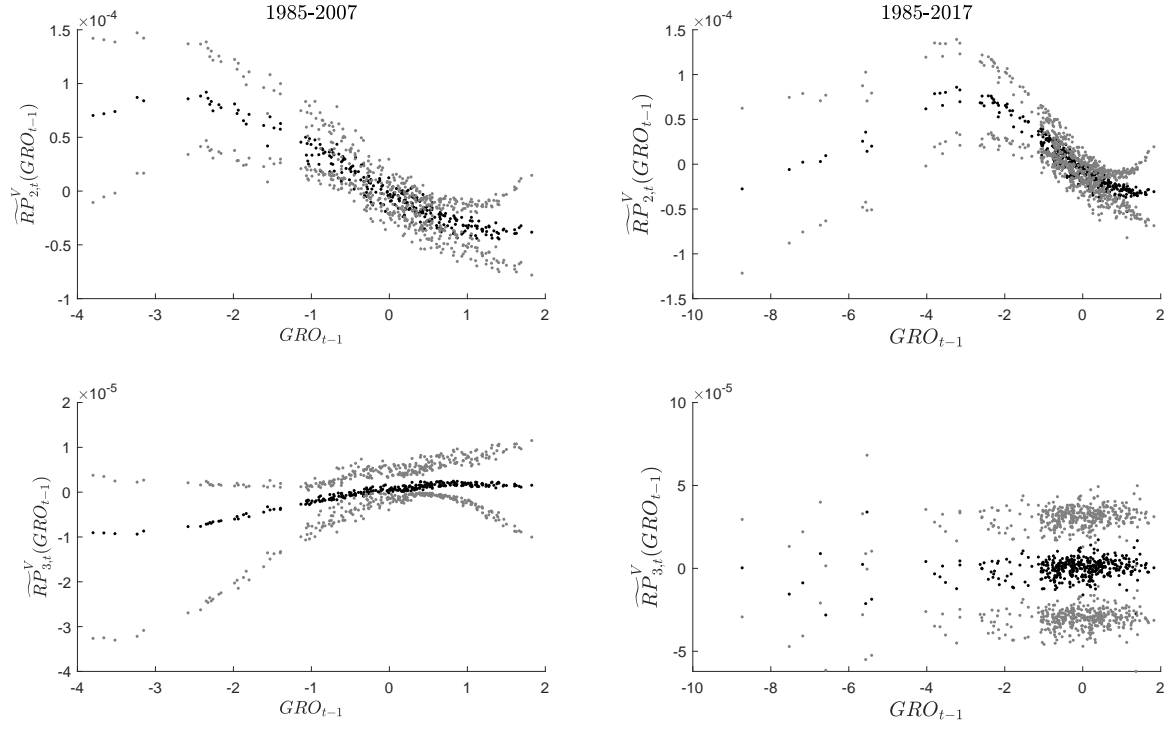 1985-2007
×10⁻⁴
1.5
1
0.5
0
-0.5
-1
-4 -3 -2 -1 0 1 2
GRO_{t−1}
\widetilde{RP}^V_{2,t}(GRO_{t−1})
1985-2017
×10⁻⁴
1.5
1
0.5
0
-0.5
-1
-1.5
-10 -8 -6 -4 -2 0 2
GRO_{t−1}
\widetilde{RP}^V_{2,t}(GRO_{t−1})
×10⁻⁵
2
1
0
-1
-2
-3
-4
-4 -3 -2 -1 0 1 2
GRO_{t−1}
\widetilde{RP}^V_{3,t}(GRO_{t−1})
×10⁻⁵
10
5
0
-5
-10 -8 -6 -4 -2 0 2
GRO_{t−1}
\widetilde{RP}^V_{3,t}(GRO_{t−1})